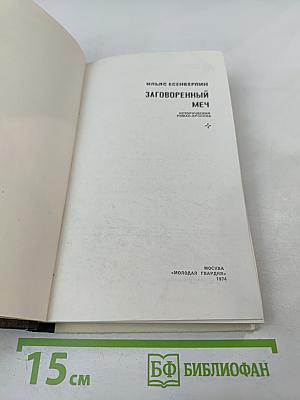 ИЛЬЯС ЕСЕНБЕРЛИН
ЗАГОВОРЕННЫЙ
МЕЧ
ИСТОРИЧЕСКИЙ
РОМАН-ХРОНИКА
МОСКВА
«МОЛОДАЯ ГВАРДИЯ»
1974
15 см
БФ БИБЛИОФАН